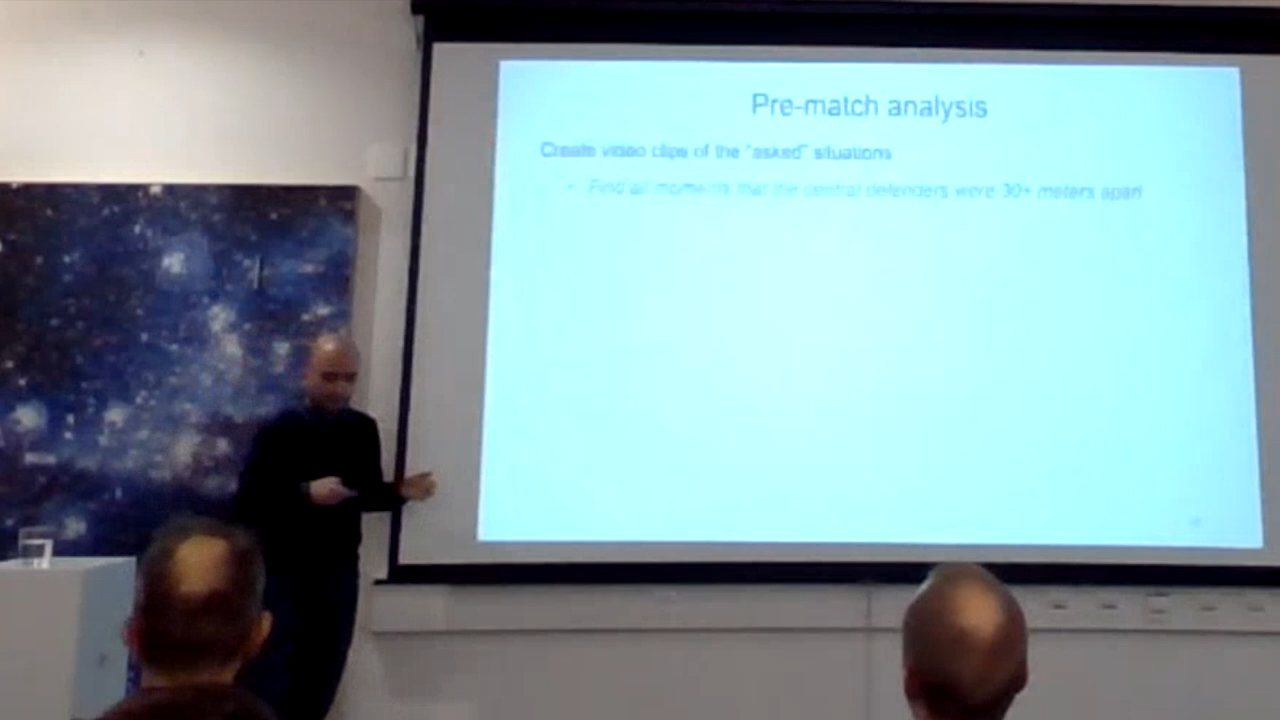 Pre-match analysis
Create video clips of the "asked" situations
• Find all moments that the central defenders were 30+ meters apart